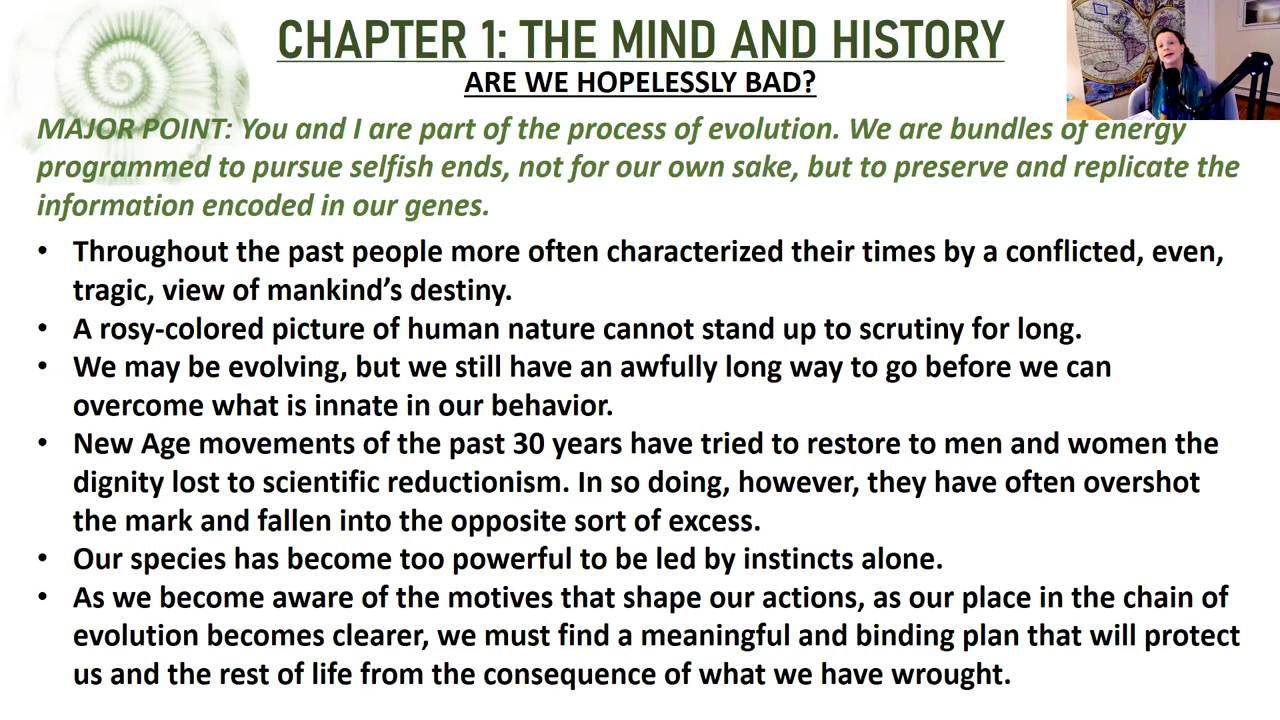 CHAPTER 1: THE MIND AND HISTORY
ARE WE HOPELESSLY BAD?
MAJOR POINT: You and I are part of the process of evolution. We are bundles of energy
programmed to pursue selfish ends, not for our own sake, but to preserve and replicate the
information encoded in our genes.
• Throughout the past people more often characterized their times by a conflicted, even,
tragic, view of mankind’s destiny.
• A rosy-colored picture of human nature cannot stand up to scrutiny for long.
• We may be evolving, but we still have an awfully long way to go before we can
overcome what is innate in our behavior.
• New Age movements of the past 30 years have tried to restore to men and women the
dignity lost to scientific reductionism. In so doing, however, they have often overshot
the mark and fallen into the opposite sort of excess.
• Our species has become too powerful to be led by instincts alone.
• As we become aware of the motives that shape our actions, as our place in the chain of
evolution becomes clearer, we must find a meaningful and binding plan that will protect
us and the rest of life from the consequence of what we have wrought.